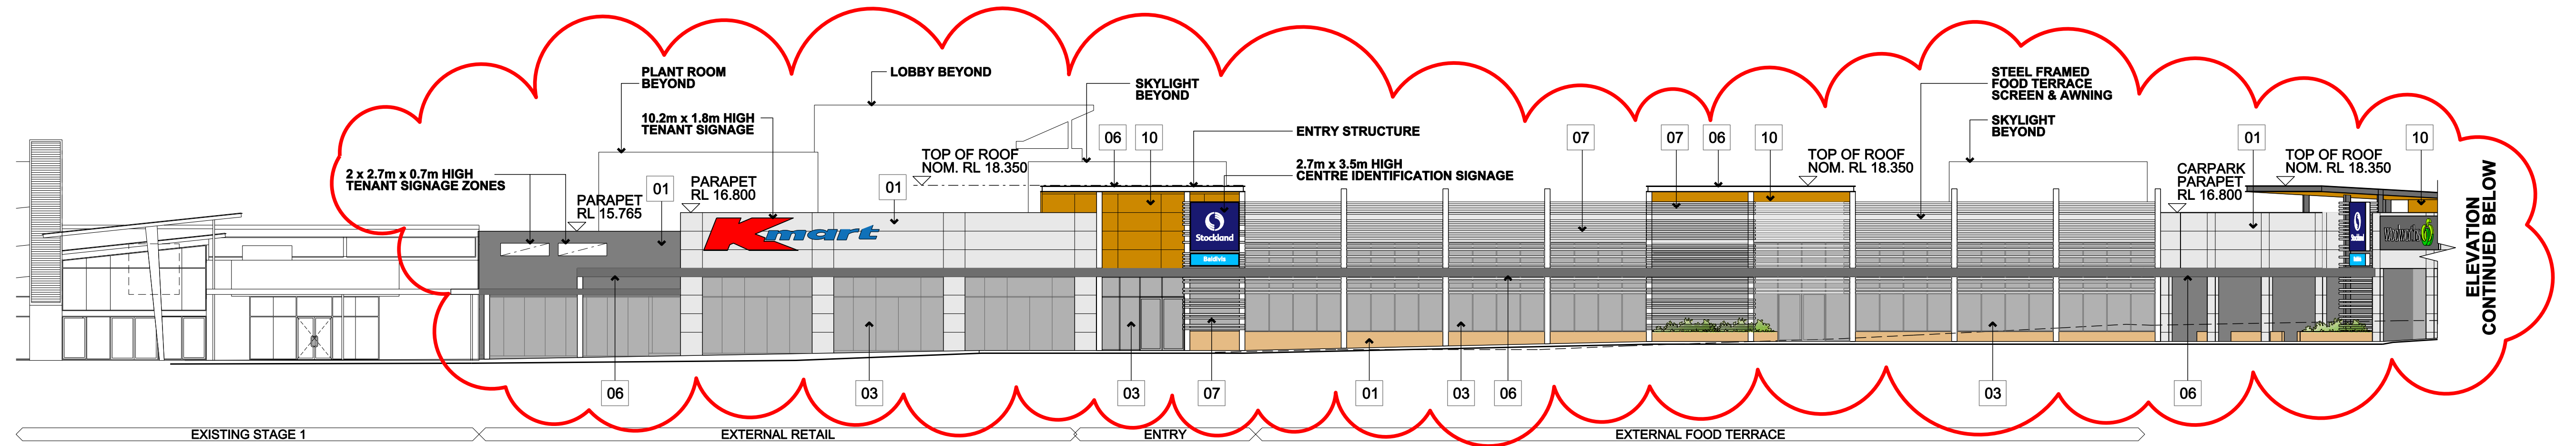 PLANT ROOM
BEYOND
LOBBY BEYOND
SKYLIGHT
BEYOND
STEEL FRAMED
FOOD TERRACE
SCREEN & AWNING
10.2m x 1.8m HIGH
TENANT SIGNAGE
ENTRY STRUCTURE
SKYLIGHT
BEYOND
06
10
07
07
06
10
01
10
2 x 2.7m x 0.7m HIGH
TENANT SIGNAGE ZONES
PARAPET
RL 15.765
01
PARAPET
RL 16.800
01
TOP OF ROOF
NOM. RL 18.350
2.7m x 3.5m HIGH
CENTRE IDENTIFICATION SIGNAGE
TOP OF ROOF
NOM. RL 18.350
CARPARK
PARAPET
RL 16.800
TOP OF ROOF
NOM. RL 18.350
ELEVATION
CONTINUED BELOW
Kmart
Stockland
Baldivis
Woolworths
06
03
03
07
01
03
06
03
06
EXISTING STAGE 1
EXTERNAL RETAIL
ENTRY
EXTERNAL FOOD TERRACE